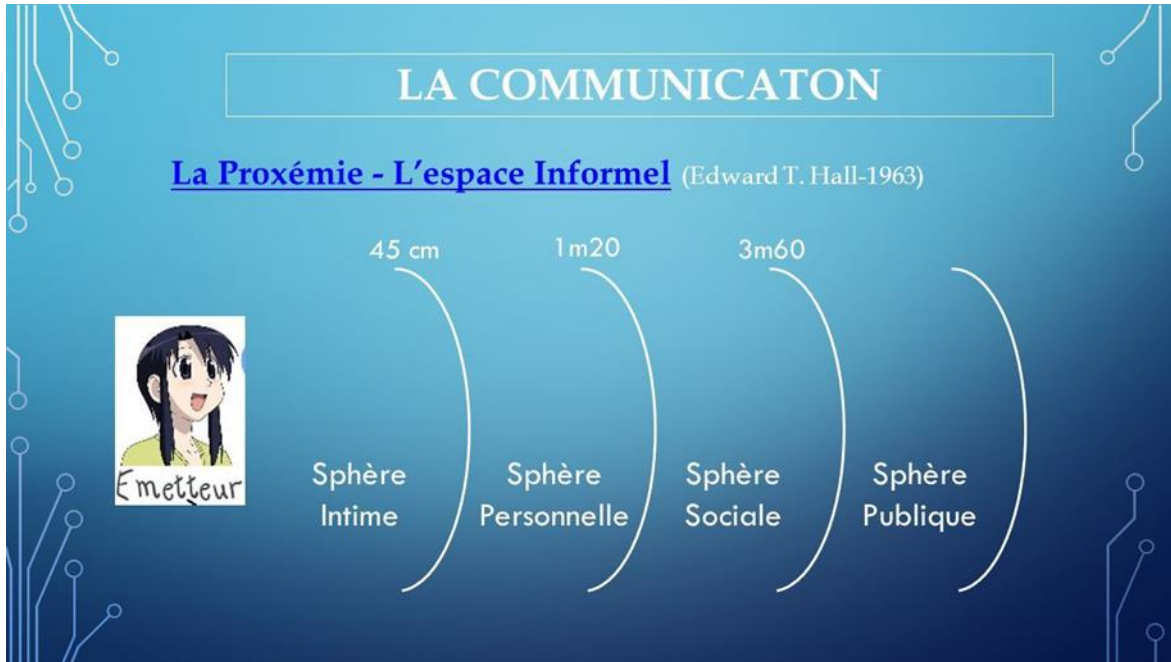 LA COMMUNICATON
La Proxémie - L'espace Informel (Edward T. Hall-1963)
45 cm 1m20 3m60
Emetteur
Sphère Sphère Sphère Sphère
Intime Personnelle Sociale Publique